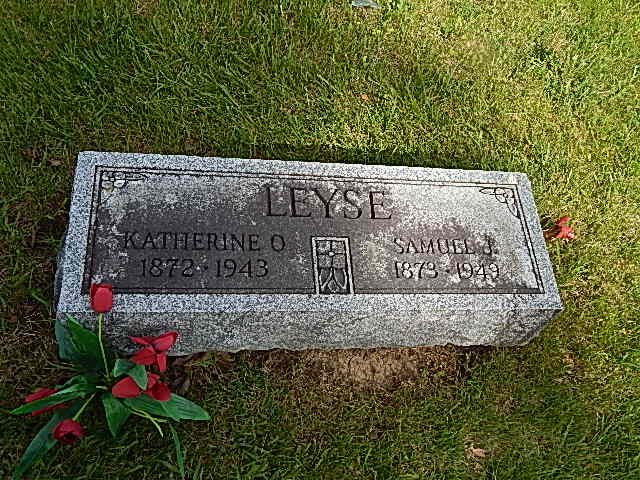 LEYSE
KATHERINE O
1872 · 1943
SAMUEL J.
1873 · 1949